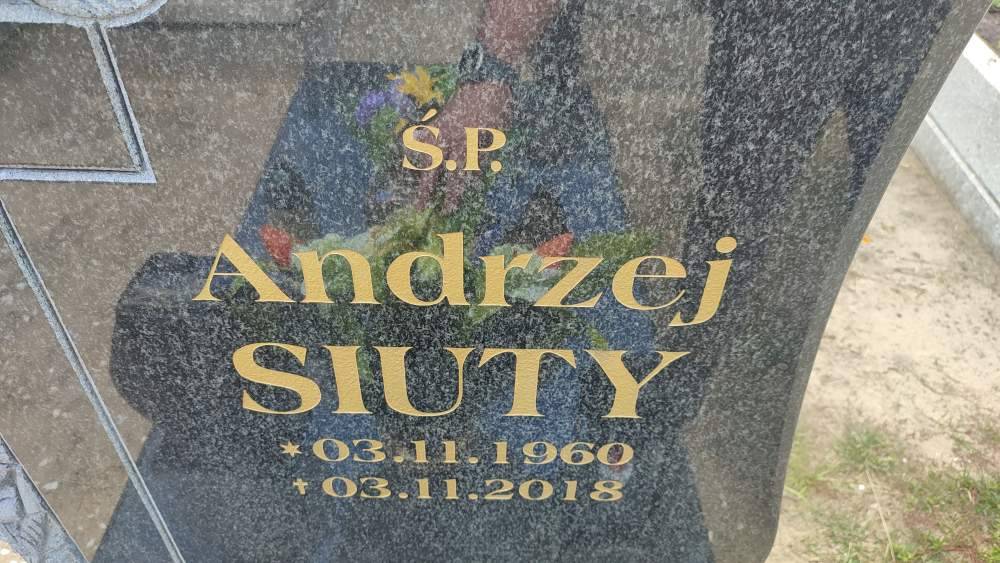 Ś.P.
Andrzej
SIUTY
* 03.11.1960
† 03.11.2018